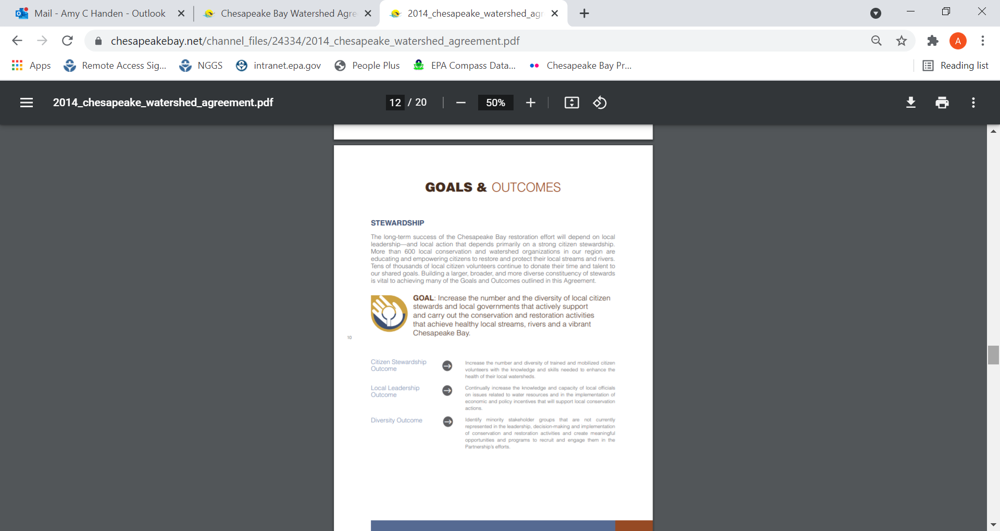 Mail - Amy C Handen - Outlook
Chesapeake Bay Watershed Agre
2014_chesapeake_watershed_agr
chesapeakebay.net/channel_files/24334/2014_chesapeake_watershed_agreement.pdf
A
Apps
Remote Access Sig...
NGGS
intranet.epa.gov
People Plus
EPA Compass Data...
Chesapeake Bay Pr...
Reading list
2014_chesapeake_watershed_agreement.pdf
12 / 20
50%
GOALS & OUTCOMES
STEWARDSHIP
The long-term success of the Chesapeake Bay restoration effort will depend on local
leadership—and local action that depends primarily on a strong citizen stewardship.
More than 600 local conservation and watershed organizations in our region are
educating and empowering citizens to restore and protect their local streams and rivers.
Tens of thousands of local citizen volunteers continue to donate their time and talent to
our shared goals. Building a larger, broader, and more diverse constituency of stewards
is vital to achieving many of the Goals and Outcomes outlined in this Agreement.
GOAL: Increase the number and the diversity of local citizen
stewards and local governments that actively support
and carry out the conservation and restoration activities
that achieve healthy local streams, rivers and a vibrant
Chesapeake Bay.
10
Citizen Stewardship
Outcome
Increase the number and diversity of trained and mobilized citizen
volunteers with the knowledge and skills needed to enhance the
health of their local watersheds.
Local Leadership
Outcome
Continually increase the knowledge and capacity of local officials
on issues related to water resources and in the implementation of
economic and policy incentives that will support local conservation
actions.
Diversity Outcome
Identify minority stakeholder groups that are not currently
represented in the leadership, decision-making and implementation
of conservation and restoration activities and create meaningful
opportunities and programs to recruit and engage them in the
Partnership's efforts.